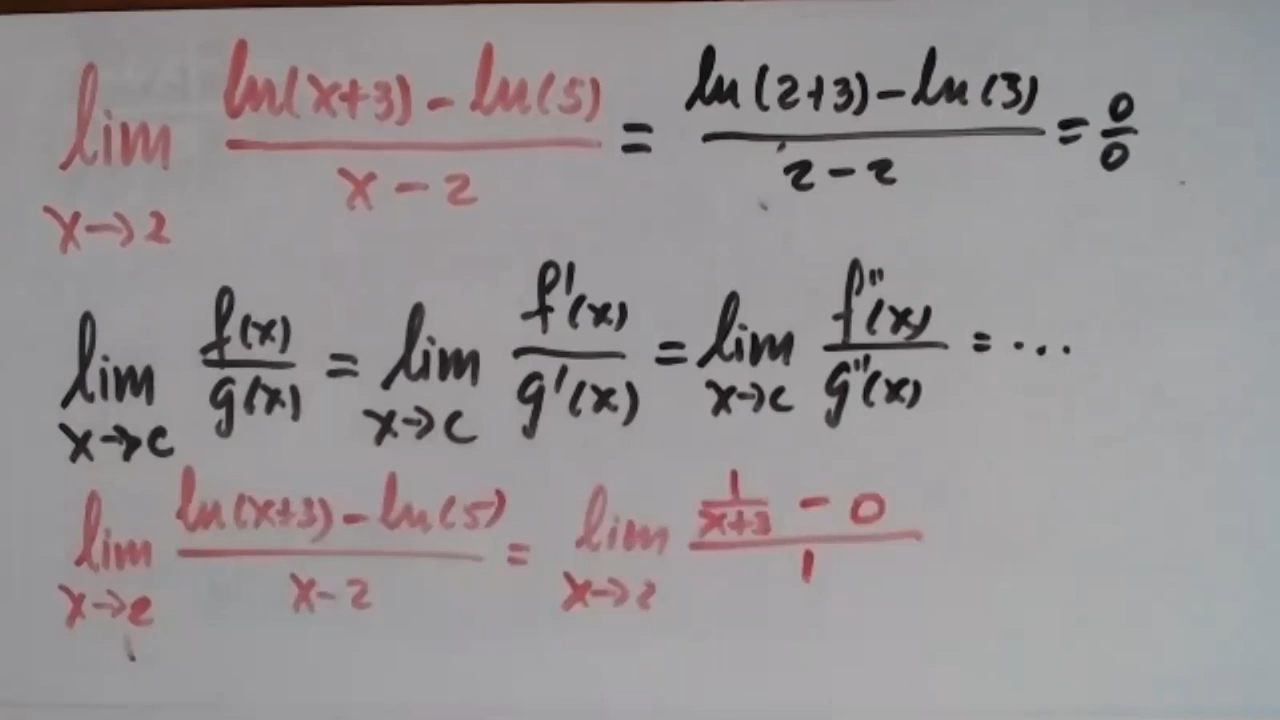 lim x→2 (ln(x+3) - ln(5))/(x-2) = (ln(2+3) - ln(3))/(2-2) = 0/0
lim x→c f(x)/g(x) = lim x→c f'(x)/g'(x) = lim x→c f''(x)/g''(x) = ...
lim x→2 (ln(x+3) - ln(5))/(x-2) = lim x→2 (1/(x+3) - 0)/1